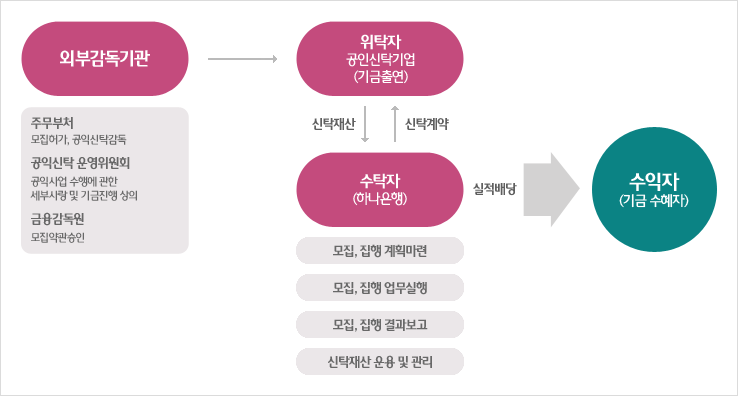 외부감독기관
주무부처
모집허가, 공익신탁감독
공익신탁 운영위원회
공익사업 수행에 관한
세부사랑 및 기금진행 상의
금융감독원
모집약관승인
위탁자
공인신탁기업
(기금출연)
신탁재산
신탁계약
수탁자
(하나은행)
실적배당
수익자
(기금 수혜자)
모집, 집행 계획마련
모집, 집행 업무실행
모집, 집행 결과보고
신탁재산 운용 및 관리